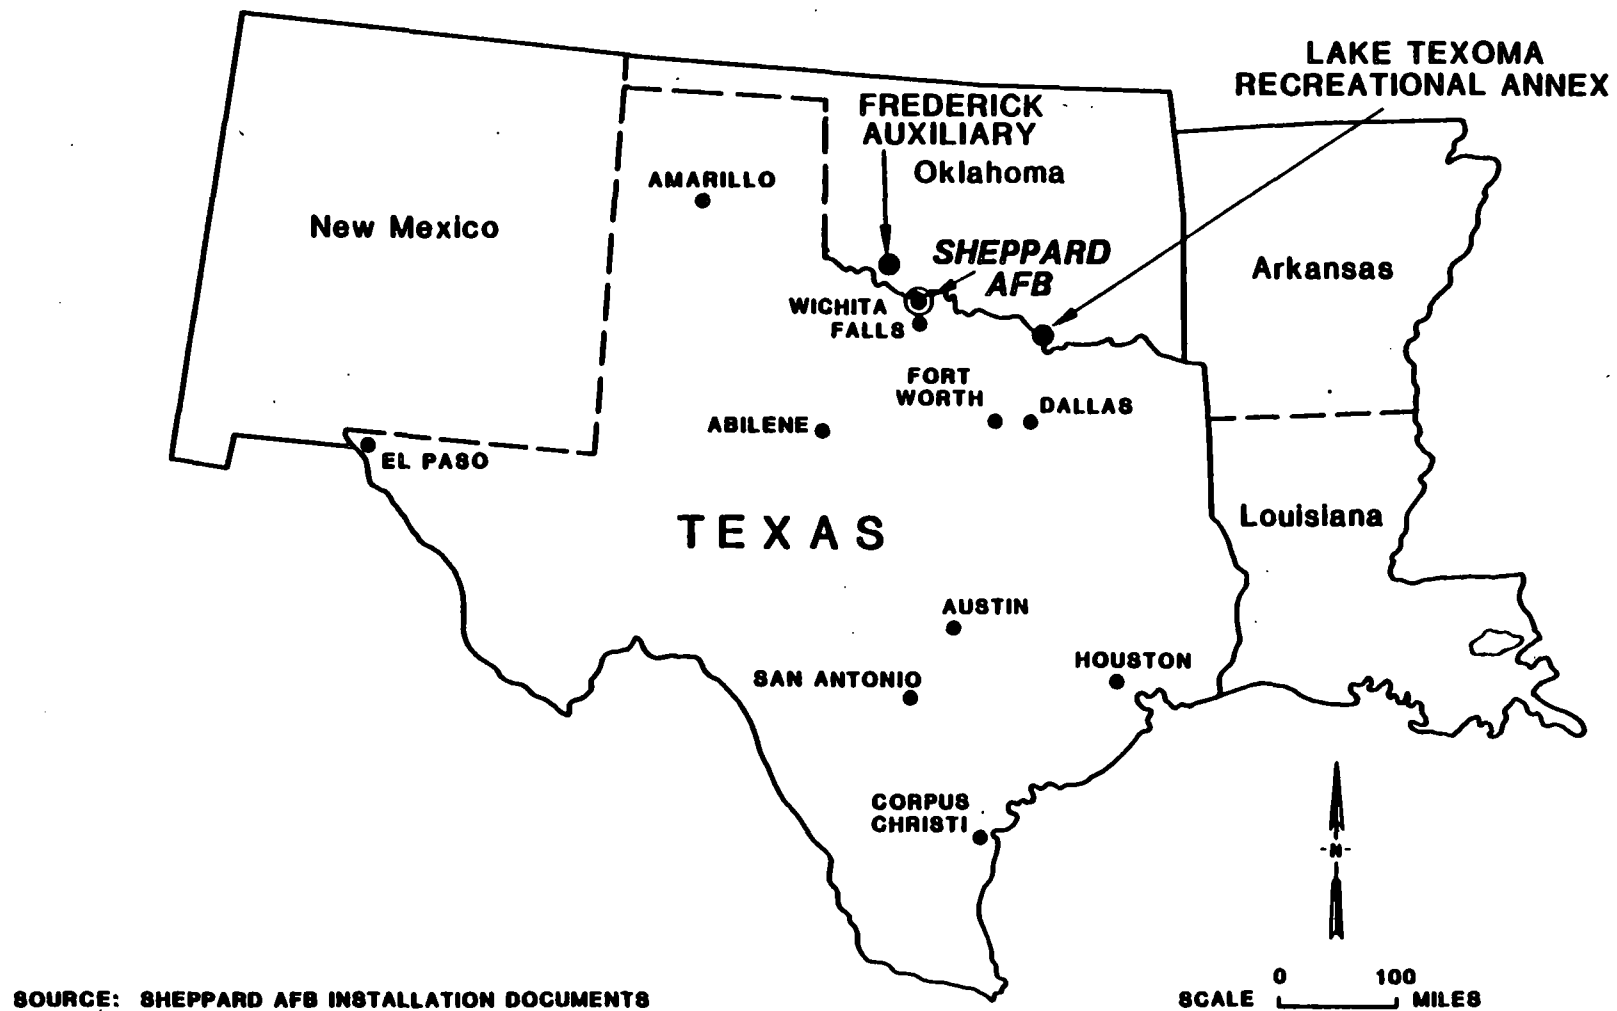 LAKE TEXOMA
RECREATIONAL ANNEX
FREDERICK
AUXILIARY
Oklahoma
AMARILLO
New Mexico
SHEPPARD
AFB
Arkansas
WICHITA
FALLS
FORT
WORTH
DALLAS
ABILENE
EL PASO
TEXAS
Louisiana
AUSTIN
HOUSTON
SAN ANTONIO
CORPUS
CHRISTI
-N-
0 100
SCALE MILES
SOURCE: SHEPPARD AFB INSTALLATION DOCUMENTS